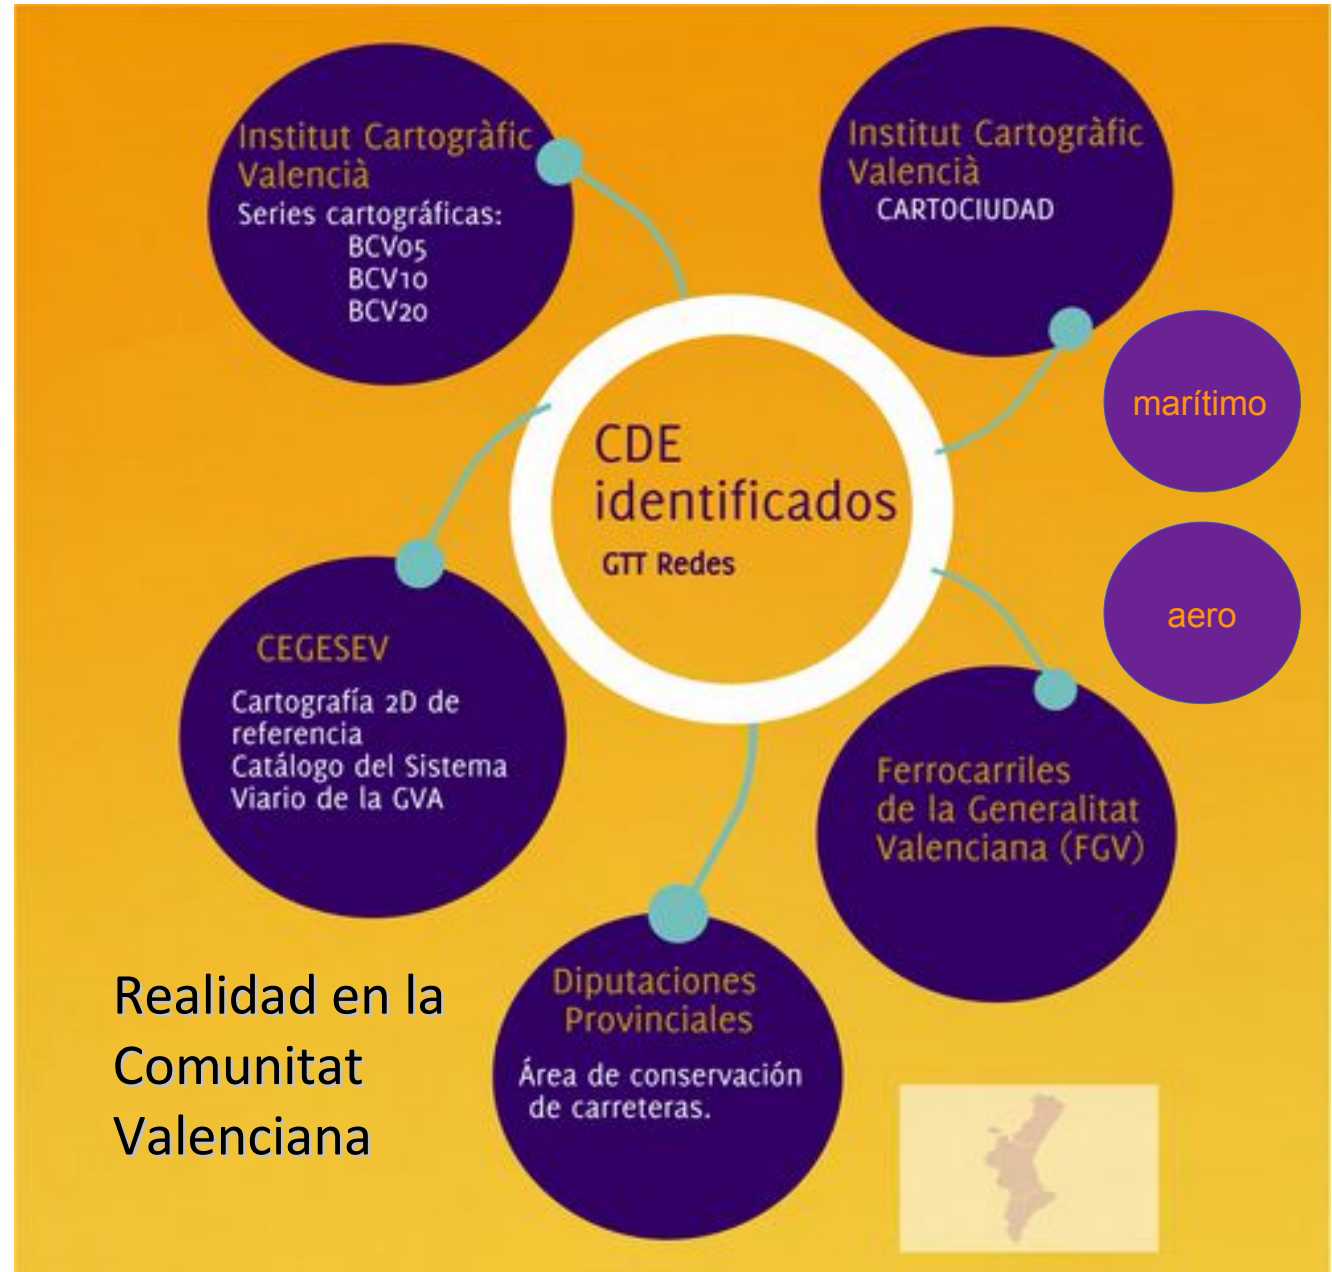 Institut Cartogràfic
Valencià
Series cartográficas:
BCV05
BCV10
BCV20
Institut Cartogràfic
Valencià
CARTOCIUDAD
marítimo
CDE
identificados
GTT Redes
aero
CEGESEV
Cartografía 2D de
referencia
Catálogo del Sistema
Viario de la GVA
Ferrocarriles
de la Generalitat
Valenciana (FGV)
Diputaciones
Provinciales
Área de conservación
de carreteras.
Realidad en la
Comunitat
Valenciana